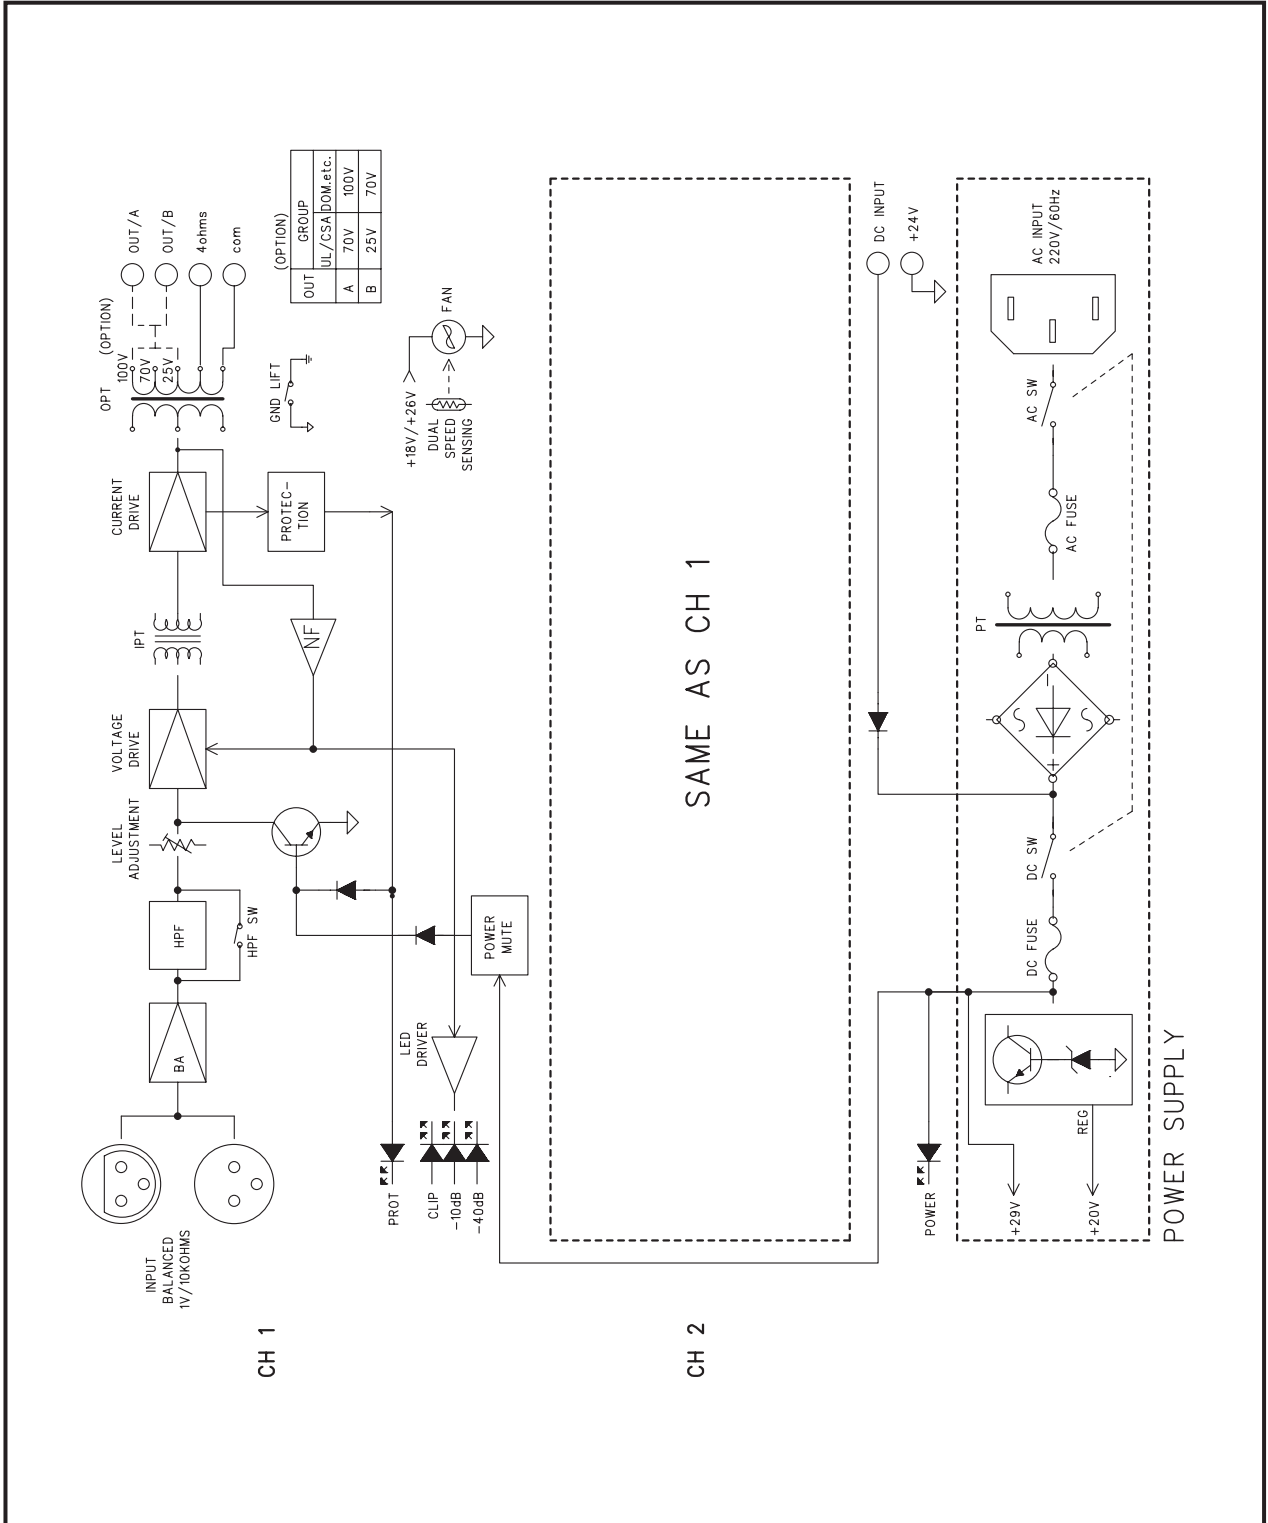 INPUT
BALANCED
1V/10KOHMS
BA
HPF
HPF SW
LEVEL
ADJUSTMENT
VOLTAGE
DRIVE
IPT
CURRENT
DRIVE
OPT
(OPTION)
100V
70V
25V
OUT/A
OUT/B
4ohms
com
(OPTION)
OUT
GROUP
UL/CSA
DOM.etc.
A
70V
100V
B
25V
70V
GND LIFT
PROTEC-
TION
NF
+18V/+26V
FAN
DUAL
SPEED
SENSING
POWER
MUTE
LED
DRIVER
PROT
CLIP
-10dB
-40dB
CH 1
SAME AS CH 1
CH 2
DC INPUT
+24V
AC INPUT
220V/60Hz
AC SW
AC FUSE
PT
DC SW
DC FUSE
REG
POWER
+29V
+20V
POWER SUPPLY